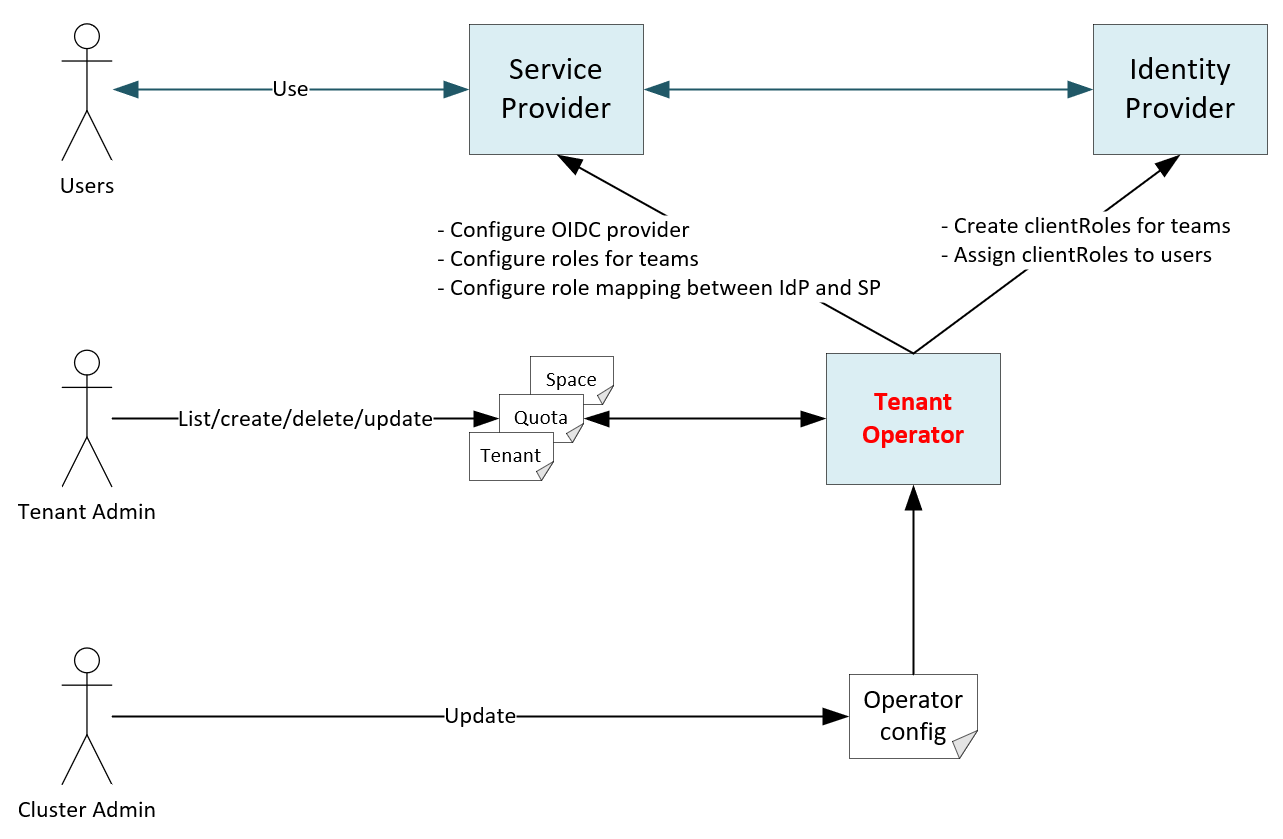 Service
Provider
Identity
Provider
Use
Users
- Configure OIDC provider
- Configure roles for teams
- Configure role mapping between IdP and SP
- Create clientRoles for teams
- Assign clientRoles to users
Space
Quota
Tenant
List/create/delete/update
Tenant
Operator
Tenant Admin
Operator
config
Update
Cluster Admin